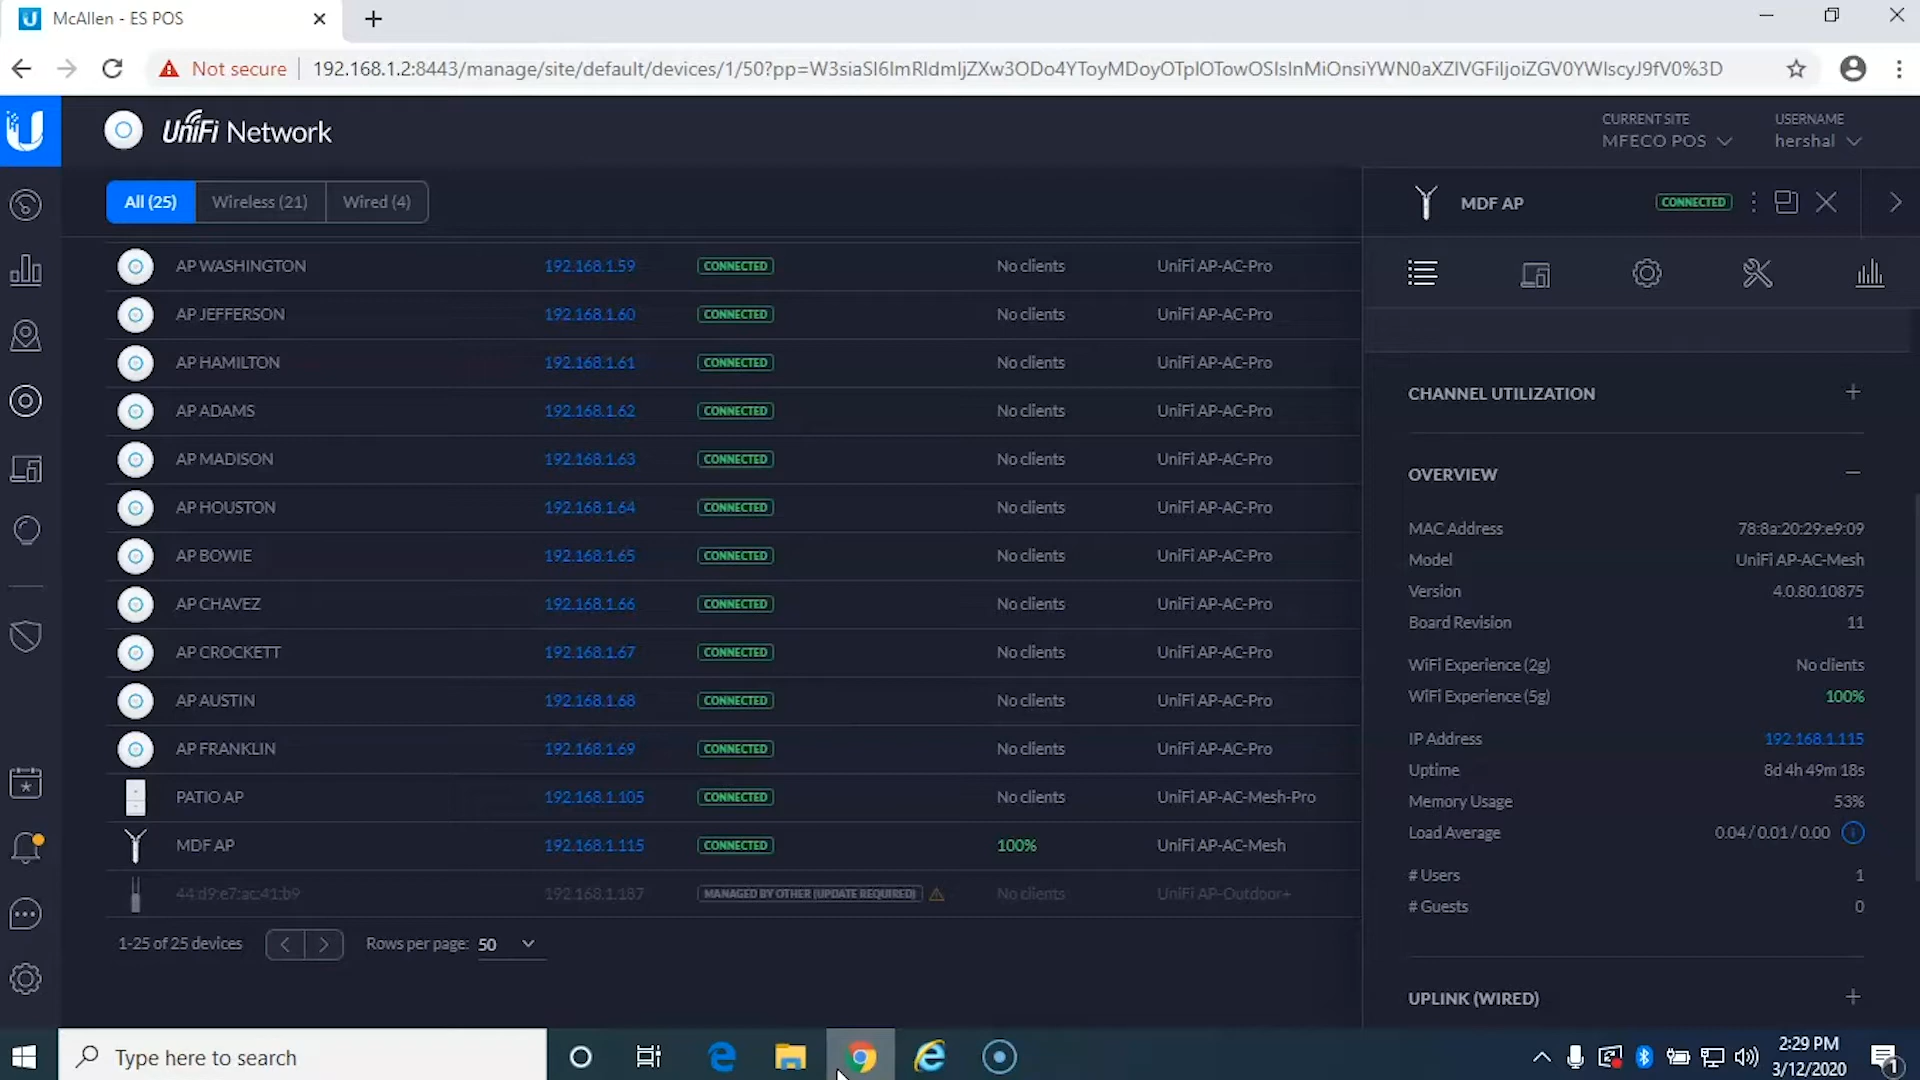 McAllen - ES POS
Not secure
192.168.1.2:8443/manage/site/default/devices/1/50?pp=
UniFi Network
CURRENT SITE
MFECO POS
USERNAME
hershal
All (25)
Wireless (21)
Wired (4)
MDF AP
CONNECTED
AP WASHINGTON 192.168.1.59 CONNECTED No clients UniFi AP-AC-Pro
AP JEFFERSON 192.168.1.60 CONNECTED No clients UniFi AP-AC-Pro
AP HAMILTON 192.168.1.61 CONNECTED No clients UniFi AP-AC-Pro
AP ADAMS 192.168.1.62 CONNECTED No clients UniFi AP-AC-Pro
AP MADISON 192.168.1.63 CONNECTED No clients UniFi AP-AC-Pro
AP HOUSTON 192.168.1.64 CONNECTED No clients UniFi AP-AC-Pro
AP BOWIE 192.168.1.65 CONNECTED No clients UniFi AP-AC-Pro
AP CHAVEZ 192.168.1.66 CONNECTED No clients UniFi AP-AC-Pro
AP CROCKETT 192.168.1.67 CONNECTED No clients UniFi AP-AC-Pro
AP AUSTIN 192.168.1.68 CONNECTED No clients UniFi AP-AC-Pro
AP FRANKLIN 192.168.1.69 CONNECTED No clients UniFi AP-AC-Pro
PATIO AP 192.168.1.105 CONNECTED No clients UniFi AP-AC-Mesh-Pro
MDF AP 192.168.1.115 CONNECTED 100% UniFi AP-AC-Mesh
44:d9:e7:ac:41:b9 192.168.1.187 MANAGED BY OTHER (UPDATE REQUIRED) No clients UniFi AP-Outdoor+
1-25 of 25 devices
Rows per page: 50
CHANNEL UTILIZATION
OVERVIEW
MAC Address 78:8a:20:29:e9:09
Model UniFi AP-AC-Mesh
Version 4.0.80.10875
Board Revision 11
WiFi Experience (2g) No clients
WiFi Experience (5g) 100%
IP Address 192.168.1.115
Uptime 8d 4h 49m 18s
Memory Usage 53%
Load Average 0.04 / 0.01 / 0.00
# Users 1
# Guests 0
UPLINK (WIRED)
Type here to search
2:29 PM
3/12/2020
1